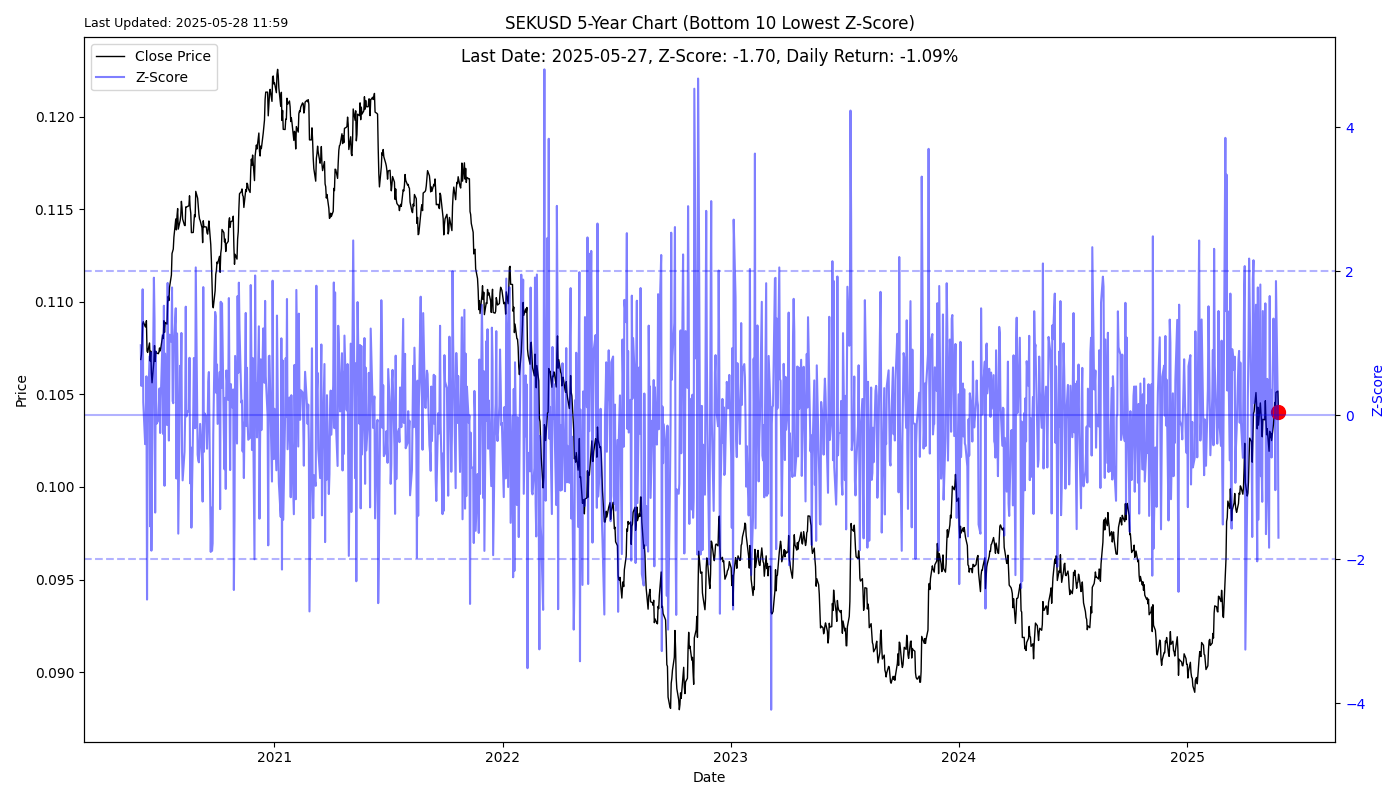 Last Updated: 2025-05-28 11:59
SEKUSD 5-Year Chart (Bottom 10 Lowest Z-Score)
Last Date: 2025-05-27, Z-Score: -1.70, Daily Return: -1.09%
Close Price
Z-Score
0.120
0.115
0.110
0.105
0.100
0.095
0.090
Price
4
2
0
−2
−4
Z-Score
2021
2022
2023
2024
2025
Date